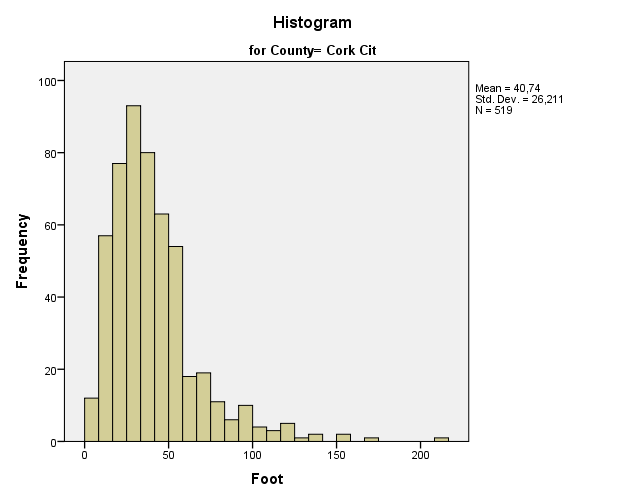 Histogram
for County= Cork Cit
Mean = 40,74
Std. Dev. = 26,211
N = 519
Frequency
100
80
60
40
20
0
0 50 100 150 200
Foot